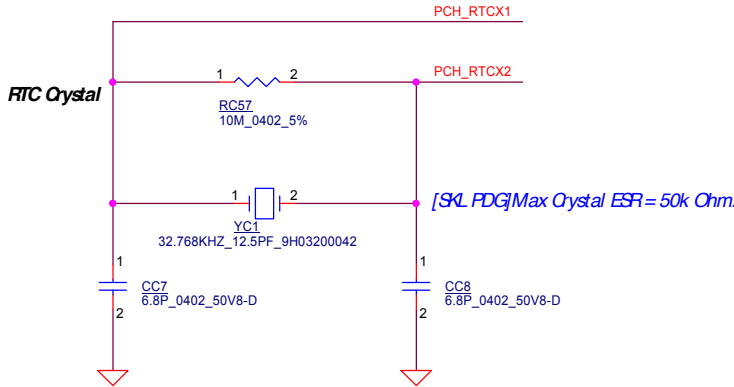 PCH_RTCX1
1 2 PCH_RTCX2
RTC Crystal
RC57
10M_0402_5%
1 2 [SKL PDG]Max Crystal ESR = 50k Ohm.
YC1
32.768KHZ_12.5PF_9H03200042
1 1
CC7 CC8
6.8P_0402_50V8-D 6.8P_0402_50V8-D
2 2